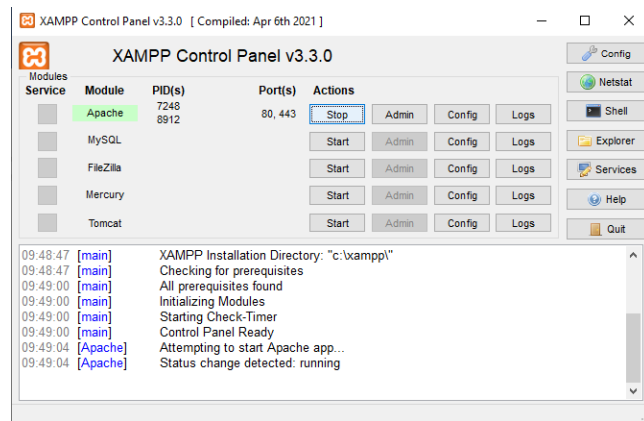 XAMPP Control Panel v3.3.0 [ Compiled: Apr 6th 2021 ]
XAMPP Control Panel v3.3.0
Config
Modules
Service Module PID(s) Port(s) Actions
Netstat
Apache 7248 8912 80, 443 Stop Admin Config Logs
Shell
MySQL Start Admin Config Logs
Explorer
FileZilla Start Admin Config Logs
Services
Mercury Start Admin Config Logs
Help
Tomcat Start Admin Config Logs
Quit
09:48:47 [main] XAMPP Installation Directory: "c:\xampp\"
09:48:47 [main] Checking for prerequisites
09:49:00 [main] All prerequisites found
09:49:00 [main] Initializing Modules
09:49:00 [main] Starting Check-Timer
09:49:00 [main] Control Panel Ready
09:49:04 [Apache] Attempting to start Apache app...
09:49:04 [Apache] Status change detected: running